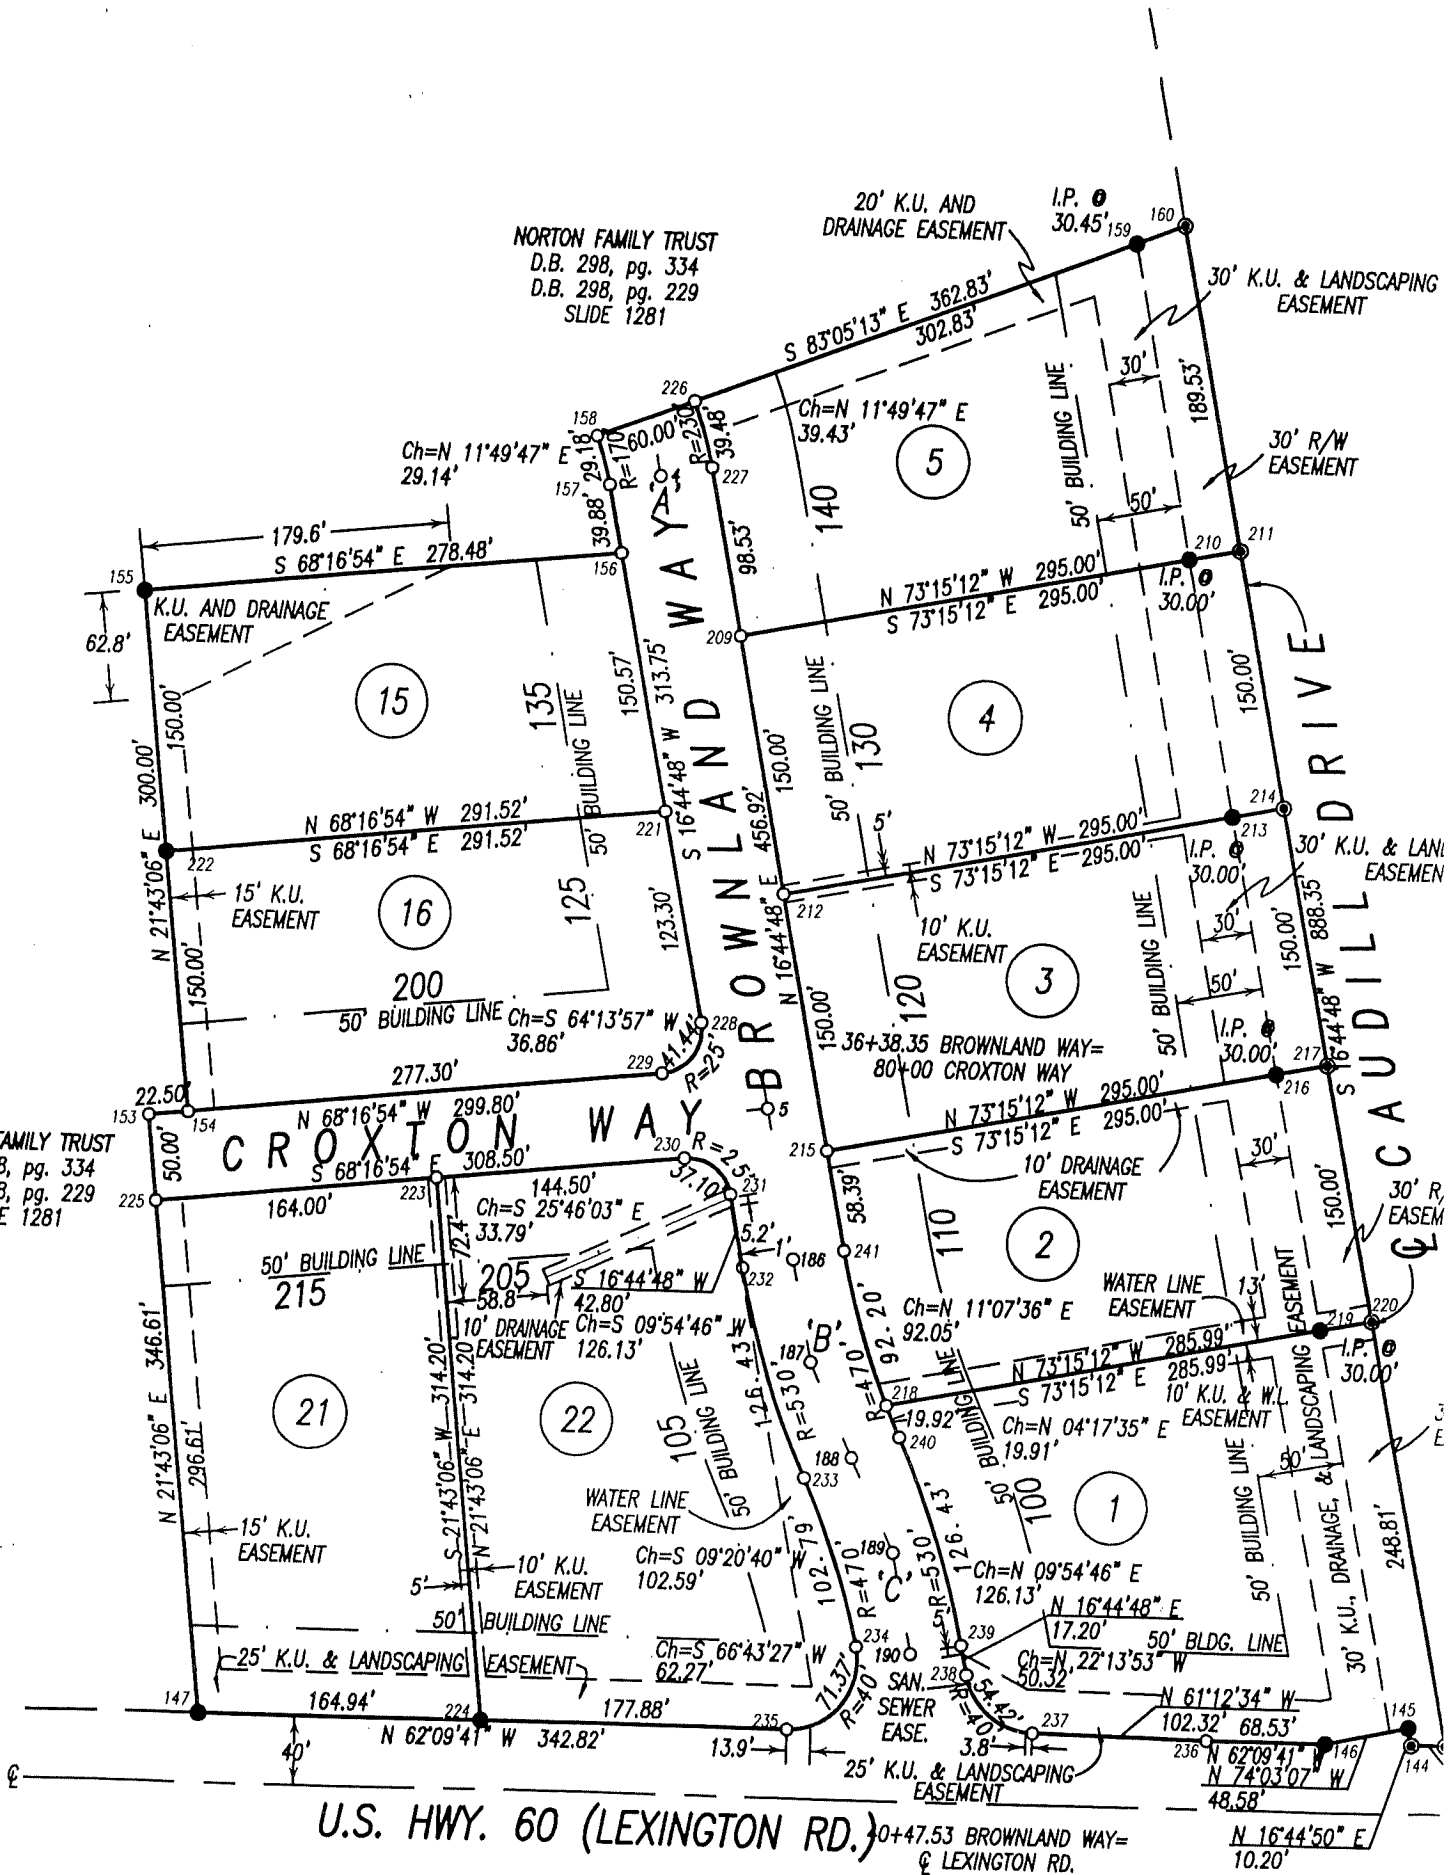 20' K.U. AND
DRAINAGE EASEMENT
I.P. @
30.45'
159
160
NORTON FAMILY TRUST
D.B. 298, pg. 334
D.B. 298, pg. 229
SLIDE 1281
30' K.U. & LANDSCAPING
EASEMENT
S 83°05'13" E 362.83'
302.83'
30'
189.53'
226
158
60.00'
R=230'
39.48'
Ch=N 11°49'47" E
39.43'
5
50' BUILDING LINE
30' R/W
EASEMENT
Ch=N 11°49'47" E
29.14'
29.18'
R=170'
157
4
'A'
227
140
50'
179.6'
S 68°16'54" E 278.48'
39.88'
98.53'
210
211
155
156
K.U. AND DRAINAGE
EASEMENT
62.8'
N 73°15'12" W 295.00'
S 73°15'12" E 295.00'
I.P. @
30.00'
209
15
150.00'
300.00'
135
50' BUILDING LINE
150.57'
313.75'
S 16°44'48" W
50' BUILDING LINE
130
4
150.00'
150.00'
456.92'
N 68°16'54" W 291.52'
S 68°16'54" E 291.52'
221
222
5'
N 73°15'12" W 295.00'
S 73°15'12" E 295.00'
214
213
I.P. @
30.00'
30' K.U. & LAN
EASEMEN
N 21°43'06" E
15' K.U.
EASEMENT
16
125
123.30'
212
N 16°44'48" E
10' K.U.
EASEMENT
3
120
50' BUILDING LINE
30'
50'
150.00'
888.35'
S 16°44'48" W
150.00'
200
50' BUILDING LINE
Ch=S 64°13'57" W
36.86'
228
41.44'
R=25'
229
BROWNLAND WAY
150.00'
36+38.35 BROWNLAND WAY=
80+00 CROXTON WAY
I.P. @
30.00'
217
216
CAUDILL DRIVE
277.30'
22.50'
N 68°16'54" W 299.80'
153
154
5
N 73°15'12" W 295.00'
S 73°15'12" E 295.00'
CROXTON WAY
FAMILY TRUST
8, pg. 334
8, pg. 229
E 1281
50.00'
S 68°16'54" E 308.50'
230
R=2.5'
37.10'
231
215
10' DRAINAGE
EASEMENT
30'
150.00'
225
164.00'
223
144.50'
Ch=S 25°46'03" E
33.79'
5.2'
1'
186
58.39'
241
110
2
30' R/
EASEM
50' BUILDING LINE
215
72.4'
205
58.8'
S 16°44'48" W
42.80'
232
WATER LINE
EASEMENT
13'
220
219
10' DRAINAGE
EASEMENT
Ch=S 09°54'46" W
126.13'
'B'
187
Ch=N 11°07'36" E
92.05'
92.20'
R=470'
N 73°15'12" W 285.99'
S 73°15'12" E 285.99'
I.P. @
30.00'
346.61'
314.20'
314.20'
126.43'
R=530'
218
10' K.U. & W.L.
EASEMENT
21
22
105
50' BUILDING LINE
19.92'
240
Ch=N 04°17'35" E
19.91'
50' BUILDING LINE
100
1
50' BUILDING LINE
50'
30' K.U., DRAINAGE, & LANDSCAPING EASEMENT
N 21°43'06" E
296.61'
S 21°43'06" W
N 21°43'06" E
188
233
WATER LINE
EASEMENT
248.81'
15' K.U.
EASEMENT
5'
10' K.U.
EASEMENT
Ch=S 09°20'40" W
102.59'
102.79'
R=470'
189
'C'
R=530'
126.43'
Ch=N 09°54'46" E
126.13'
50' BUILDING LINE
25' K.U. & LANDSCAPING EASEMENT
Ch=S 66°43'27" W
62.27'
234
190
5'
239
N 16°44'48" E
17.20'
50' BLDG. LINE
Ch=N 22°13'53" W
50.32'
SAN.
SEWER
EASE.
238
54.42'
R=40'
71.37'
R=40'
N 61°12'34" W
102.32'
68.53'
147
164.94'
224
177.88'
235
237
236
145
146
144
N 62°09'41" W 342.82'
40'
13.9'
3.8'
25' K.U. & LANDSCAPING
EASEMENT
N 62°09'41" W
N 74°03'07" W
48.58'
U.S. HWY. 60 (LEXINGTON RD.)
0+47.53 BROWNLAND WAY=
℄ LEXINGTON RD.
N 16°44'50" E
10.20'